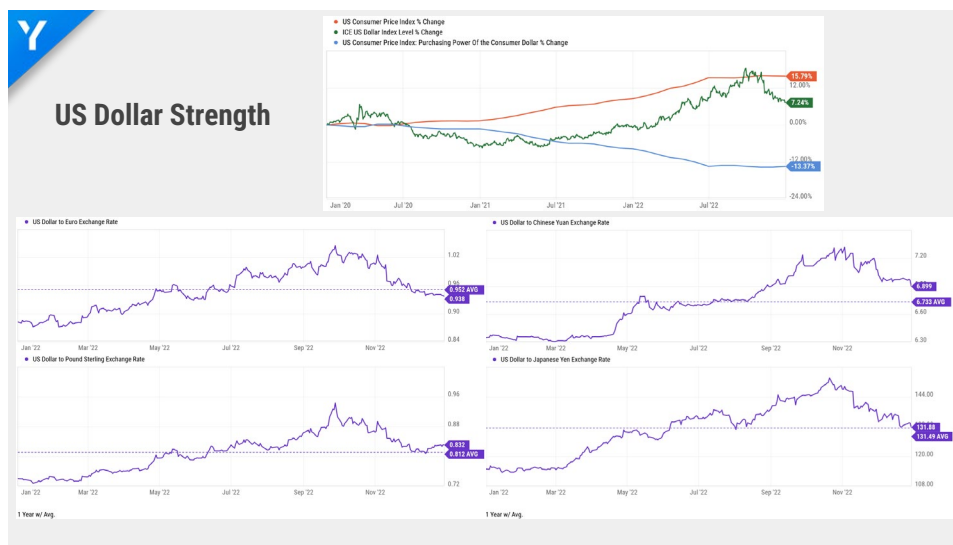 Y
US Dollar Strength
US Consumer Price Index % Change
ICE US Dollar Index Level % Change
US Consumer Price Index: Purchasing Power Of the Consumer Dollar % Change
15.79%
12.00%
7.24%
0.00%
-12.00%
-13.37%
-24.00%
Jan '20 Jul '20 Jan '21 Jul '21 Jan '22 Jul '22
US Dollar to Euro Exchange Rate
1.02
0.96
0.952 AVG
0.938
0.90
0.84
Jan '22 Mar '22 May '22 Jul '22 Sep '22 Nov '22
US Dollar to Chinese Yuan Exchange Rate
7.20
6.899
6.733 AVG
6.60
6.30
Jan '22 Mar '22 May '22 Jul '22 Sep '22 Nov '22
US Dollar to Pound Sterling Exchange Rate
0.96
0.88
0.832
0.812 AVG
0.72
Jan '22 Mar '22 May '22 Jul '22 Sep '22 Nov '22
1 Year w/ Avg.
US Dollar to Japanese Yen Exchange Rate
144.00
131.88
131.49 AVG
120.00
108.00
Jan '22 Mar '22 May '22 Jul '22 Sep '22 Nov '22
1 Year w/ Avg.